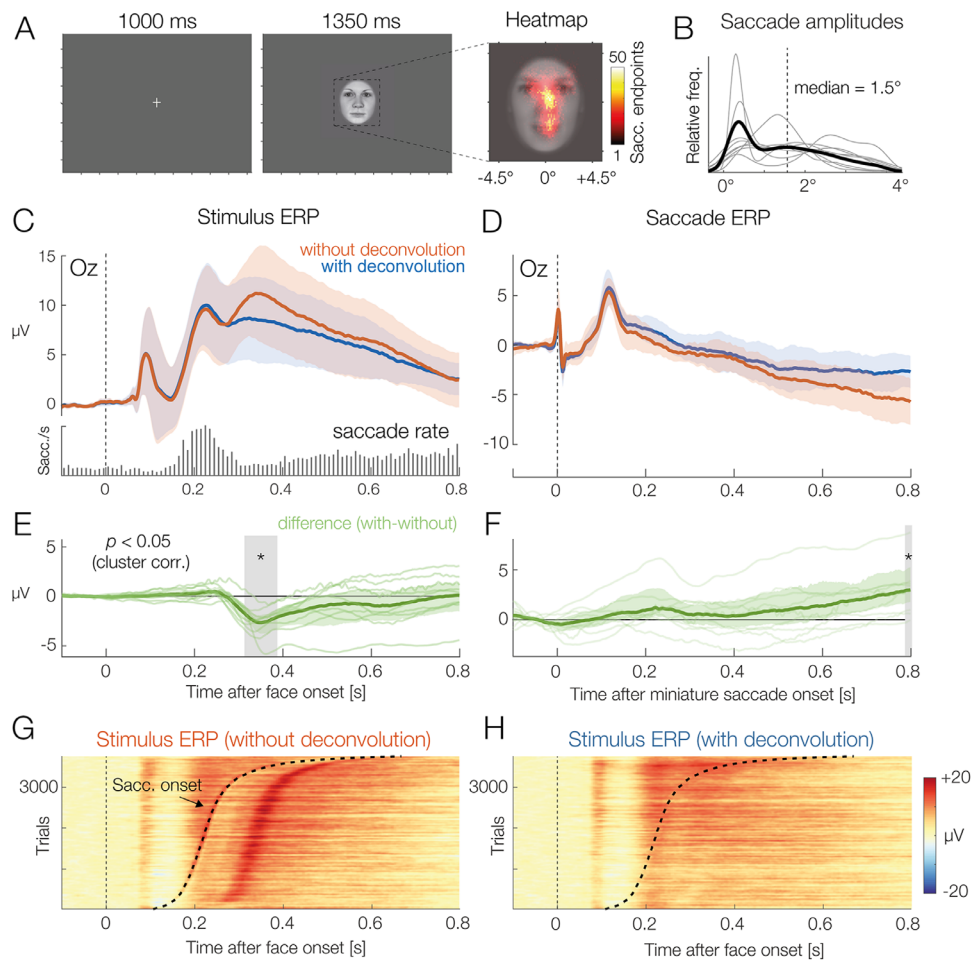 A
1000 ms
1350 ms
Heatmap
50
Sacc. endpoints
1
-4.5° 0° +4.5°
B
Saccade amplitudes
Relative freq.
median = 1.5°
0° 2° 4°
C
Stimulus ERP
without deconvolution
with deconvolution
Oz
15
10
µV
5
0
Sacc./s
saccade rate
0 0.2 0.4 0.6 0.8
D
Saccade ERP
Oz
5
0
-5
-10
0 0.2 0.4 0.6 0.8
E
difference (with-without)
p < 0.05
(cluster corr.)
*
5
µV
0
-5
0 0.2 0.4 0.6 0.8
Time after face onset [s]
F
*
5
0
0 0.2 0.4 0.6 0.8
Time after miniature saccade onset [s]
G
Stimulus ERP (without deconvolution)
Sacc. onset
3000
Trials
0 0.2 0.4 0.6 0.8
Time after face onset [s]
H
Stimulus ERP (with deconvolution)
3000
Trials
0 0.2 0.4 0.6 0.8
Time after face onset [s]
+20
µV
-20